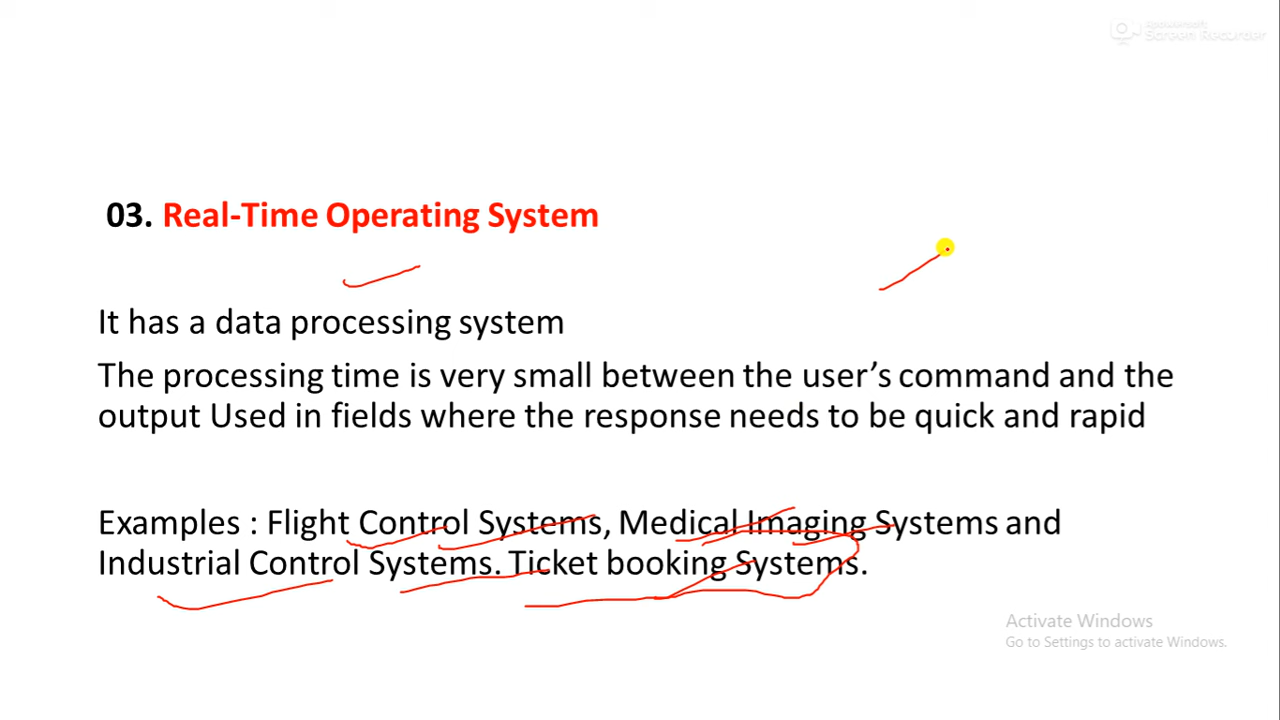 Apowersoft
Screen Recorder
03. Real-Time Operating System
It has a data processing system
The processing time is very small between the user’s command and the
output Used in fields where the response needs to be quick and rapid
Examples : Flight Control Systems, Medical Imaging Systems and
Industrial Control Systems. Ticket booking Systems.
Activate Windows
Go to Settings to activate Windows.